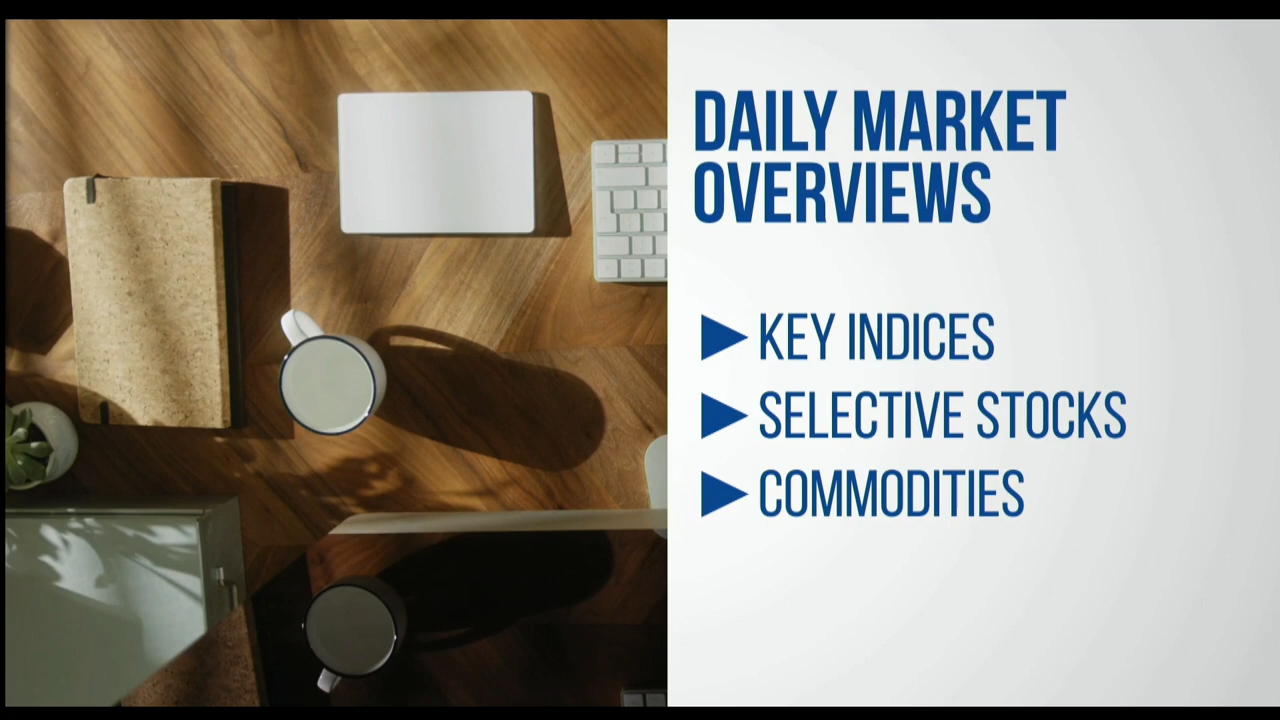 DAILY MARKET
OVERVIEWS
KEY INDICES
SELECTIVE STOCKS
COMMODITIES